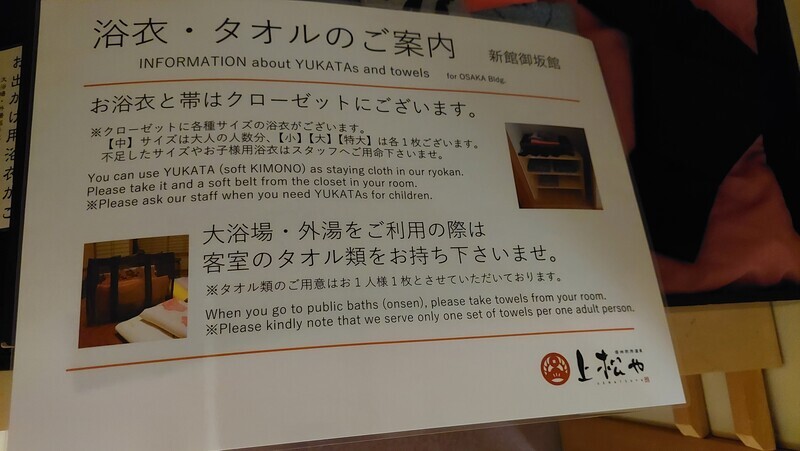 浴衣・タオルのご案内
新館御坂館
INFORMATION about YUKATAs and towels
for OSAKA Bldg.
お浴衣と帯はクローゼットにございます。
※クローゼットに各種サイズの浴衣がございます。
【中】サイズは大人の人数分、【小】【大】【特大】は各1枚ございます。
不足したサイズやお子様用浴衣はスタッフへご用命下さいませ。
You can use YUKATA (soft KIMONO) as staying cloth in our ryokan.
Please take it and a soft belt from the closet in your room.
※Please ask our staff when you need YUKATAs for children.
大浴場・外湯をご利用の際は
客室のタオル類をお持ち下さいませ。
※タオル類のご用意はお1人様1枚とさせていただいております。
When you go to public baths (onsen), please take towels from your room.
※Please kindly note that we serve only one set of towels per one adult person.
上松や
お出かけ用浴衣がご